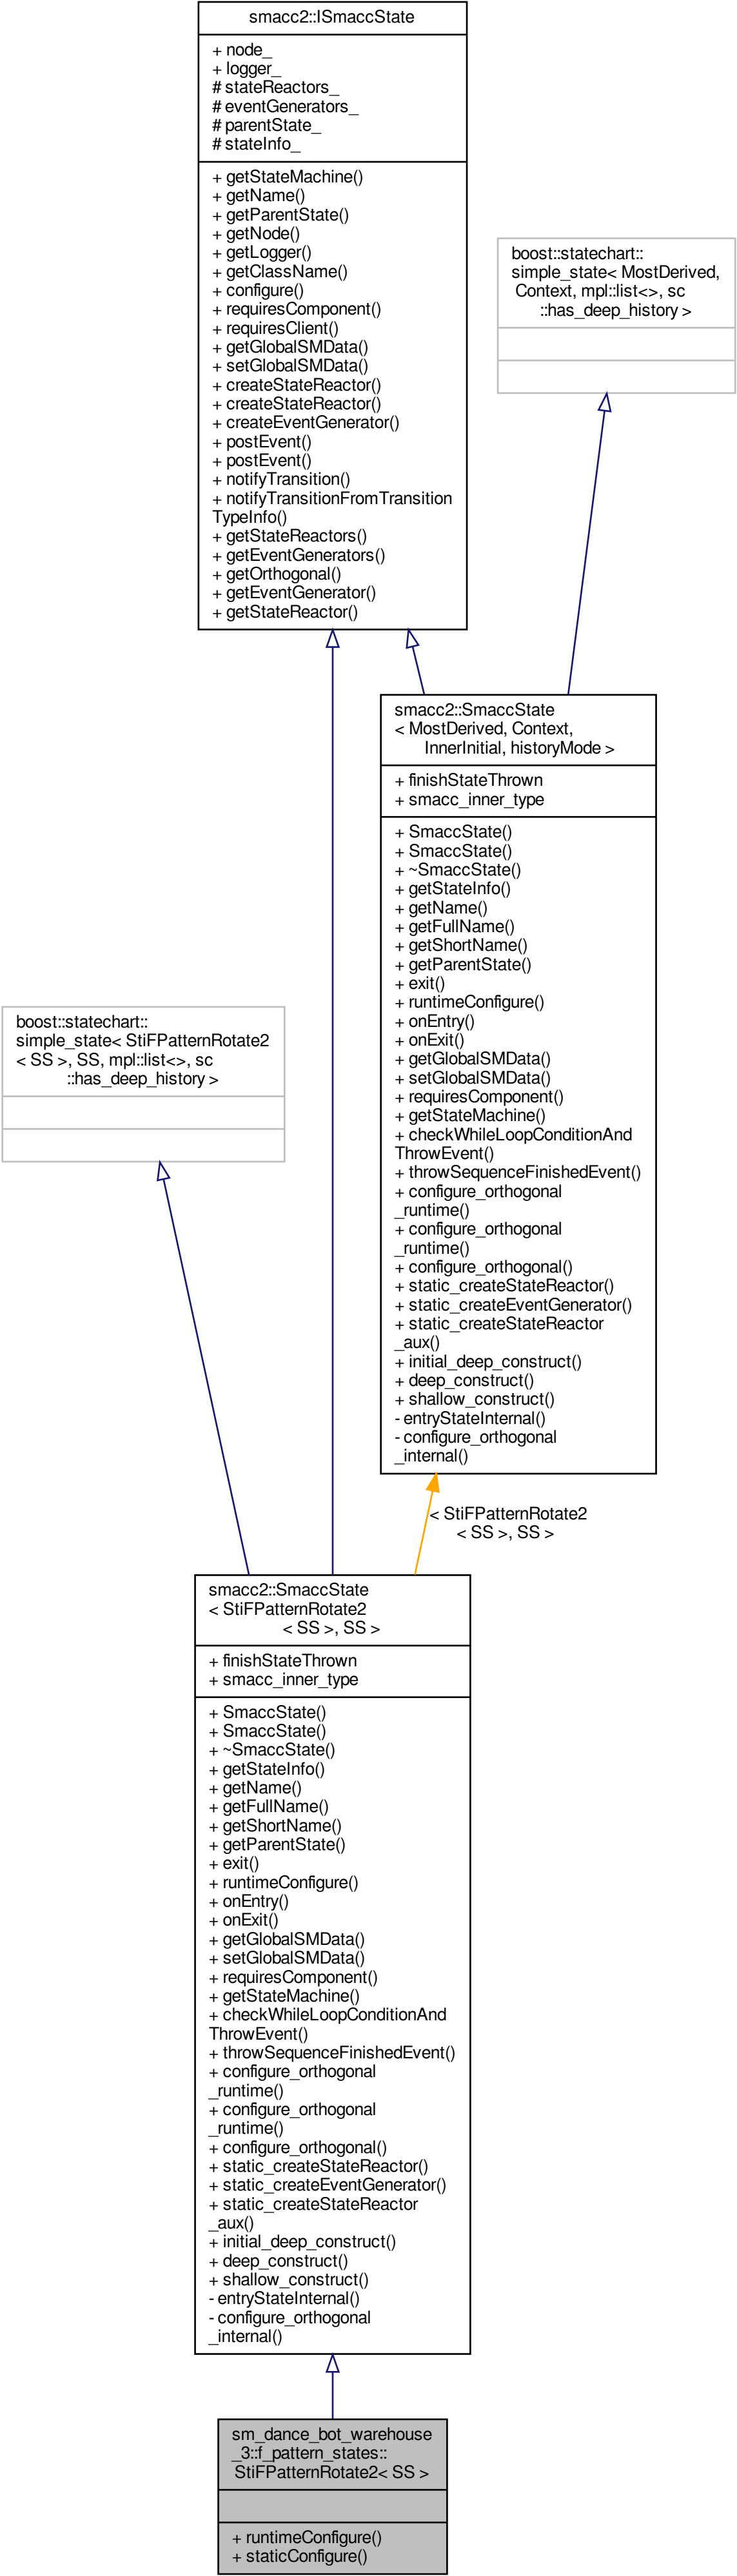 smacc2::ISmaccState
+ node_
+ logger_
# stateReactors_
# eventGenerators_
# parentState_
# stateInfo_
+ getStateMachine()
+ getName()
+ getParentState()
+ getNode()
+ getLogger()
+ getClassName()
+ configure()
+ requiresComponent()
+ requiresClient()
+ getGlobalSMData()
+ setGlobalSMData()
+ createStateReactor()
+ createStateReactor()
+ createEventGenerator()
+ postEvent()
+ postEvent()
+ notifyTransition()
+ notifyTransitionFromTransition
TypeInfo()
+ getStateReactors()
+ getEventGenerators()
+ getOrthogonal()
+ getEventGenerator()
+ getStateReactor()
boost::statechart::
simple_state< MostDerived,
Context, mpl::list<>, sc
::has_deep_history >
smacc2::SmaccState
< MostDerived, Context,
InnerInitial, historyMode >
+ finishStateThrown
+ smacc_inner_type
+ SmaccState()
+ SmaccState()
+ ~SmaccState()
+ getStateInfo()
+ getName()
+ getFullName()
+ getShortName()
+ getParentState()
+ exit()
+ runtimeConfigure()
+ onEntry()
+ onExit()
+ getGlobalSMData()
+ setGlobalSMData()
+ requiresComponent()
+ getStateMachine()
+ checkWhileLoopConditionAnd
ThrowEvent()
+ throwSequenceFinishedEvent()
+ configure_orthogonal
_runtime()
+ configure_orthogonal
_runtime()
+ configure_orthogonal()
+ static_createStateReactor()
+ static_createEventGenerator()
+ static_createStateReactor
_aux()
+ initial_deep_construct()
+ deep_construct()
+ shallow_construct()
- entryStateInternal()
- configure_orthogonal
_internal()
boost::statechart::
simple_state< StiFPatternRotate2
< SS >, SS, mpl::list<>, sc
::has_deep_history >
< StiFPatternRotate2
< SS >, SS >
smacc2::SmaccState
< StiFPatternRotate2
< SS >, SS >
+ finishStateThrown
+ smacc_inner_type
+ SmaccState()
+ SmaccState()
+ ~SmaccState()
+ getStateInfo()
+ getName()
+ getFullName()
+ getShortName()
+ getParentState()
+ exit()
+ runtimeConfigure()
+ onEntry()
+ onExit()
+ getGlobalSMData()
+ setGlobalSMData()
+ requiresComponent()
+ getStateMachine()
+ checkWhileLoopConditionAnd
ThrowEvent()
+ throwSequenceFinishedEvent()
+ configure_orthogonal
_runtime()
+ configure_orthogonal
_runtime()
+ configure_orthogonal()
+ static_createStateReactor()
+ static_createEventGenerator()
+ static_createStateReactor
_aux()
+ initial_deep_construct()
+ deep_construct()
+ shallow_construct()
- entryStateInternal()
- configure_orthogonal
_internal()
sm_dance_bot_warehouse
_3::f_pattern_states::
StiFPatternRotate2< SS >
+ runtimeConfigure()
+ staticConfigure()